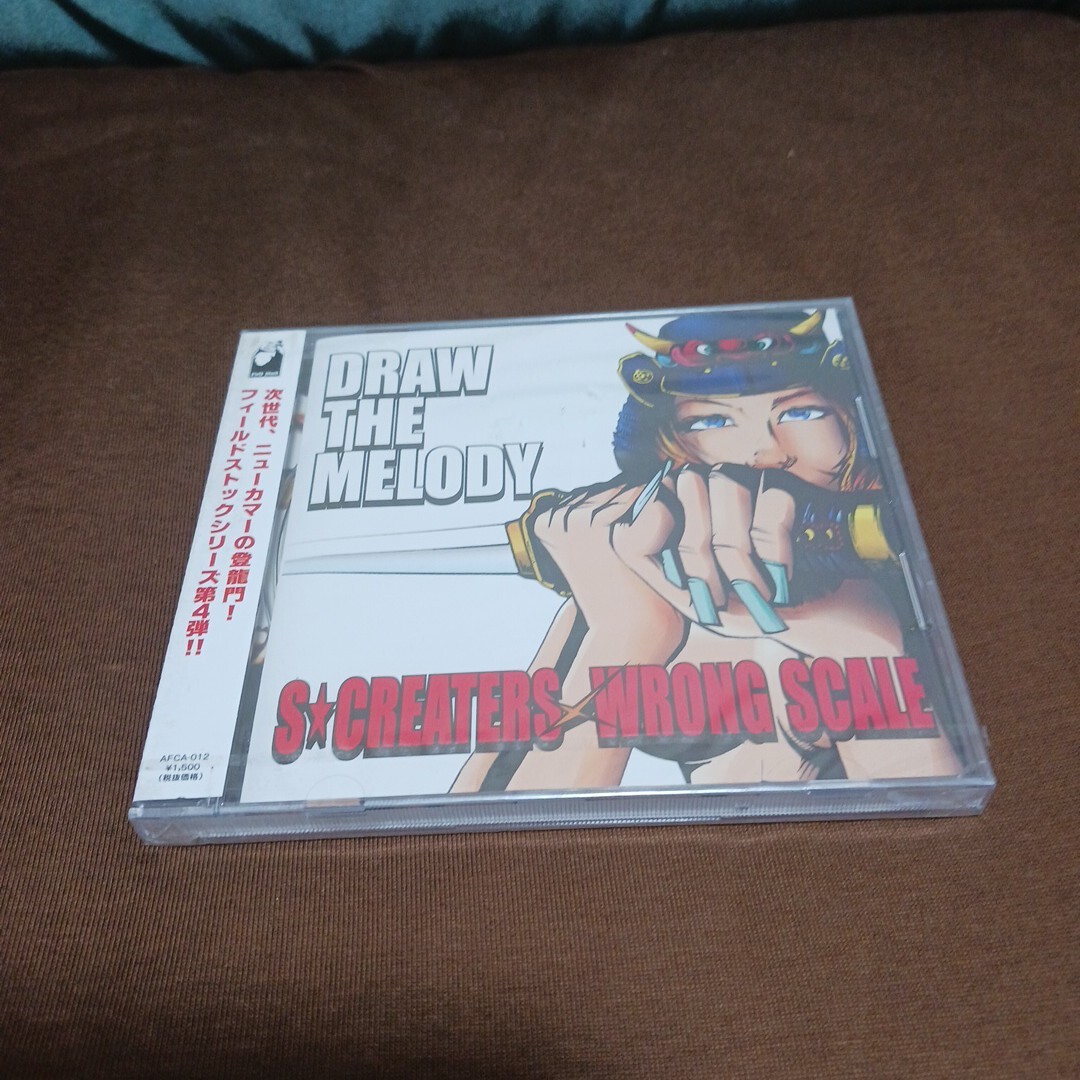 次世代、ニューカマーの登龍門！
フィールドストックシリーズ第4弾!!
AFCA-012
¥1,500
(税抜価格)
DRAW
THE
MELODY
S★CREATERS×WRONG SCALE